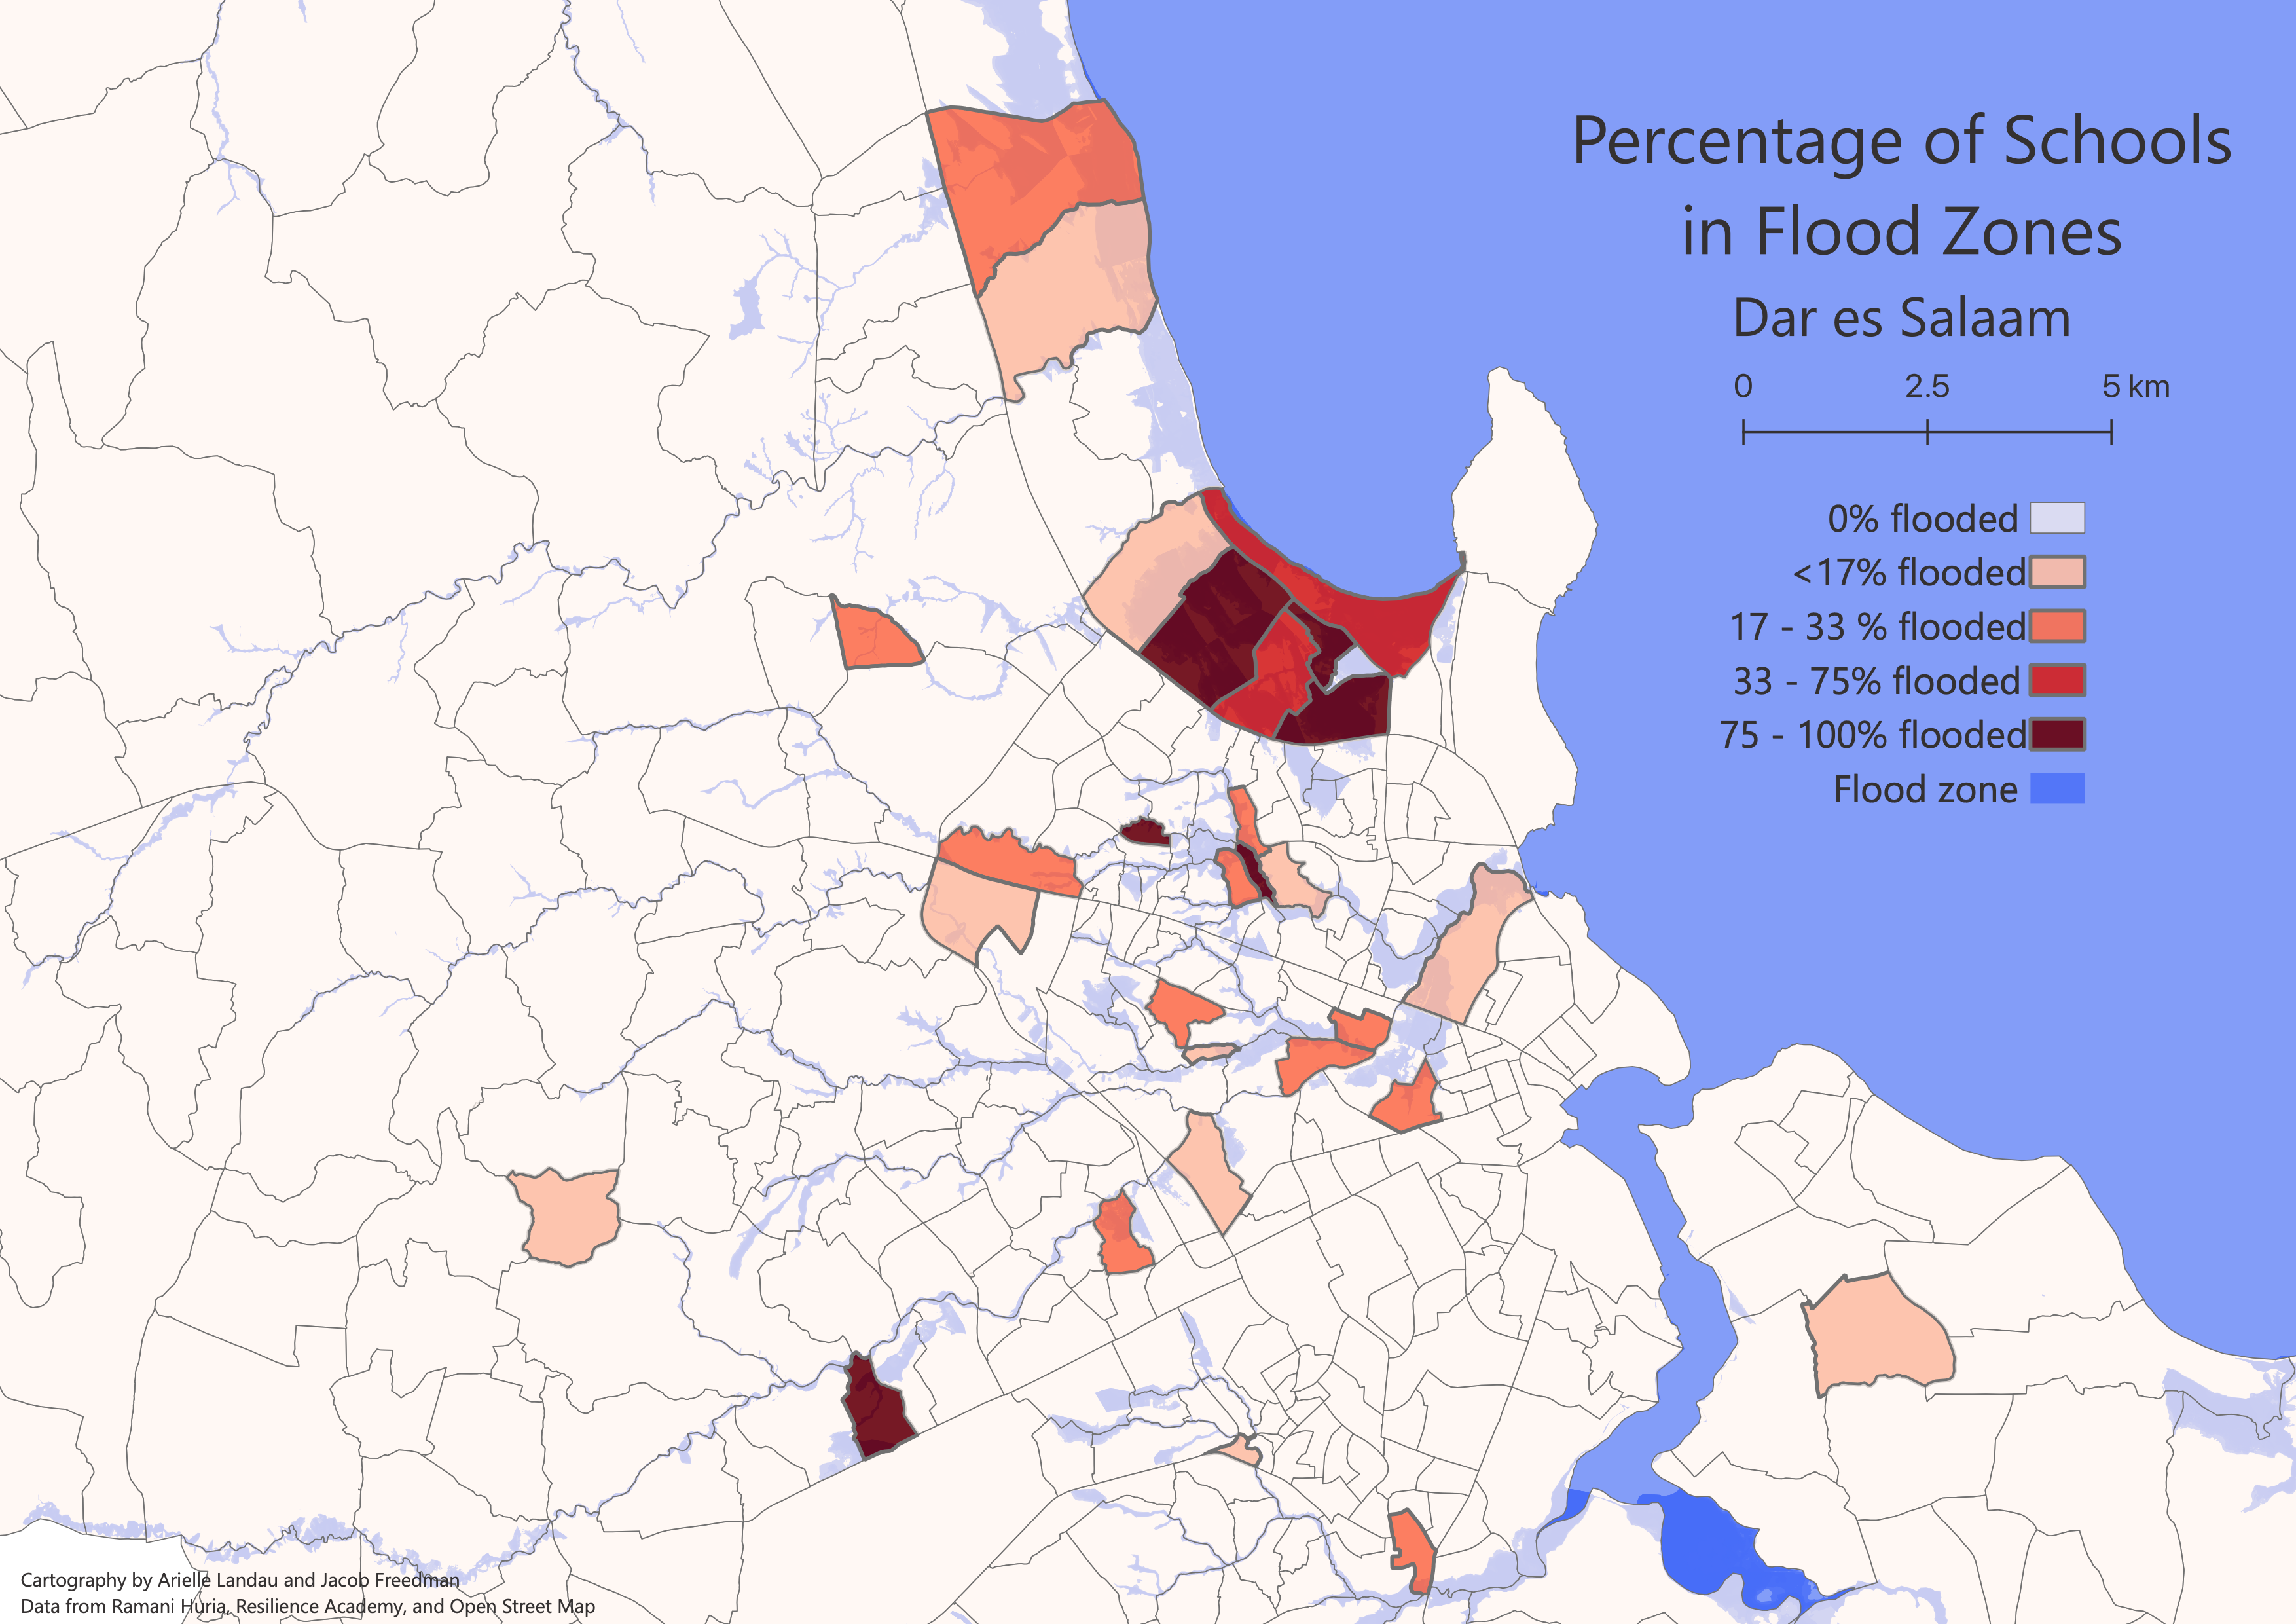 Percentage of Schools
in Flood Zones
Dar es Salaam
0 2.5 5 km
0% flooded
<17% flooded
17 - 33 % flooded
33 - 75% flooded
75 - 100% flooded
Flood zone
Cartography by Arielle Landau and Jacob Freedman
Data from Ramani Huria, Resilience Academy, and Open Street Map